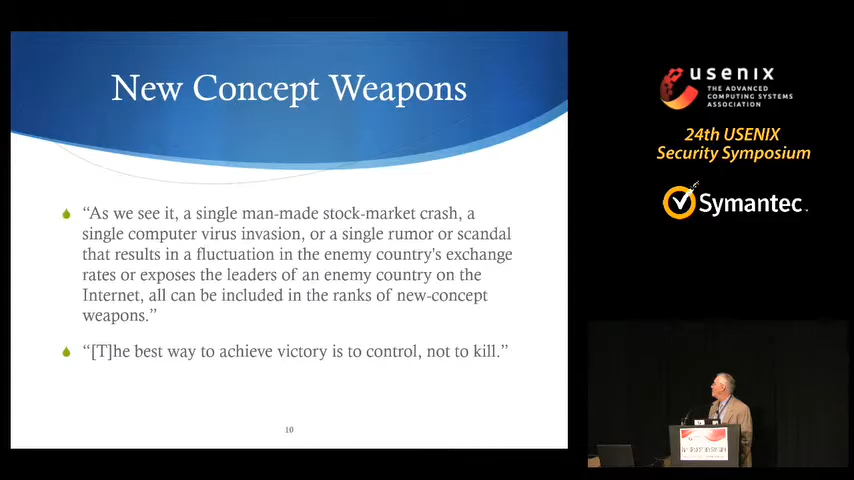 New Concept Weapons
“As we see it, a single man-made stock-market crash, a
single computer virus invasion, or a single rumor or scandal
that results in a fluctuation in the enemy country's exchange
rates or exposes the leaders of an enemy country on the
Internet, all can be included in the ranks of new-concept
weapons.”
“[T]he best way to achieve victory is to control, not to kill.”
10
usenix
THE ADVANCED
COMPUTING SYSTEMS
ASSOCIATION
24th USENIX
Security Symposium
Symantec.